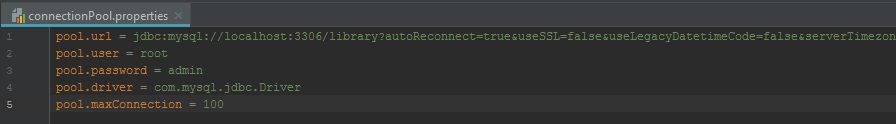 connectionPool.properties
1 pool.url = jdbc:mysql://localhost:3306/library?autoReconnect=true&useSSL=false&useLegacyDatetimeCode=false&serverTimezon
2 pool.user = root
3 pool.password = admin
4 pool.driver = com.mysql.jdbc.Driver
5 pool.maxConnection = 100